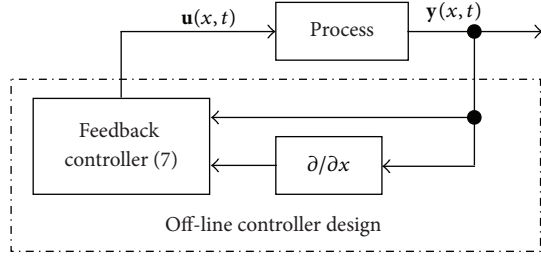 u(x, t)
Process
y(x, t)
Feedback
controller (7)
∂/∂x
Off-line controller design